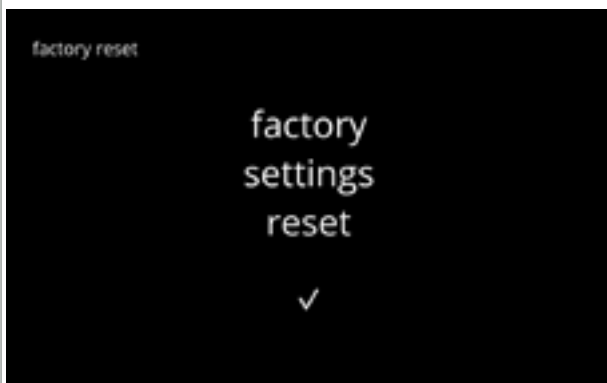 factory reset
factory
settings
reset
✓